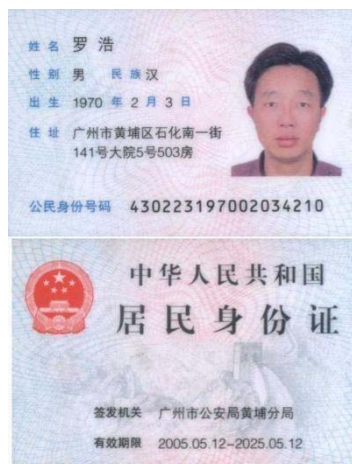 姓名 罗浩
性别 男 民族 汉
出生 1970 年 2 月 3 日
住址 广州市黄埔区石化南一街
141号大院5号503房
公民身份号码 430223197002034210
中华人民共和国
居民身份证
签发机关 广州市公安局黄埔分局
有效期限 2005.05.12-2025.05.12